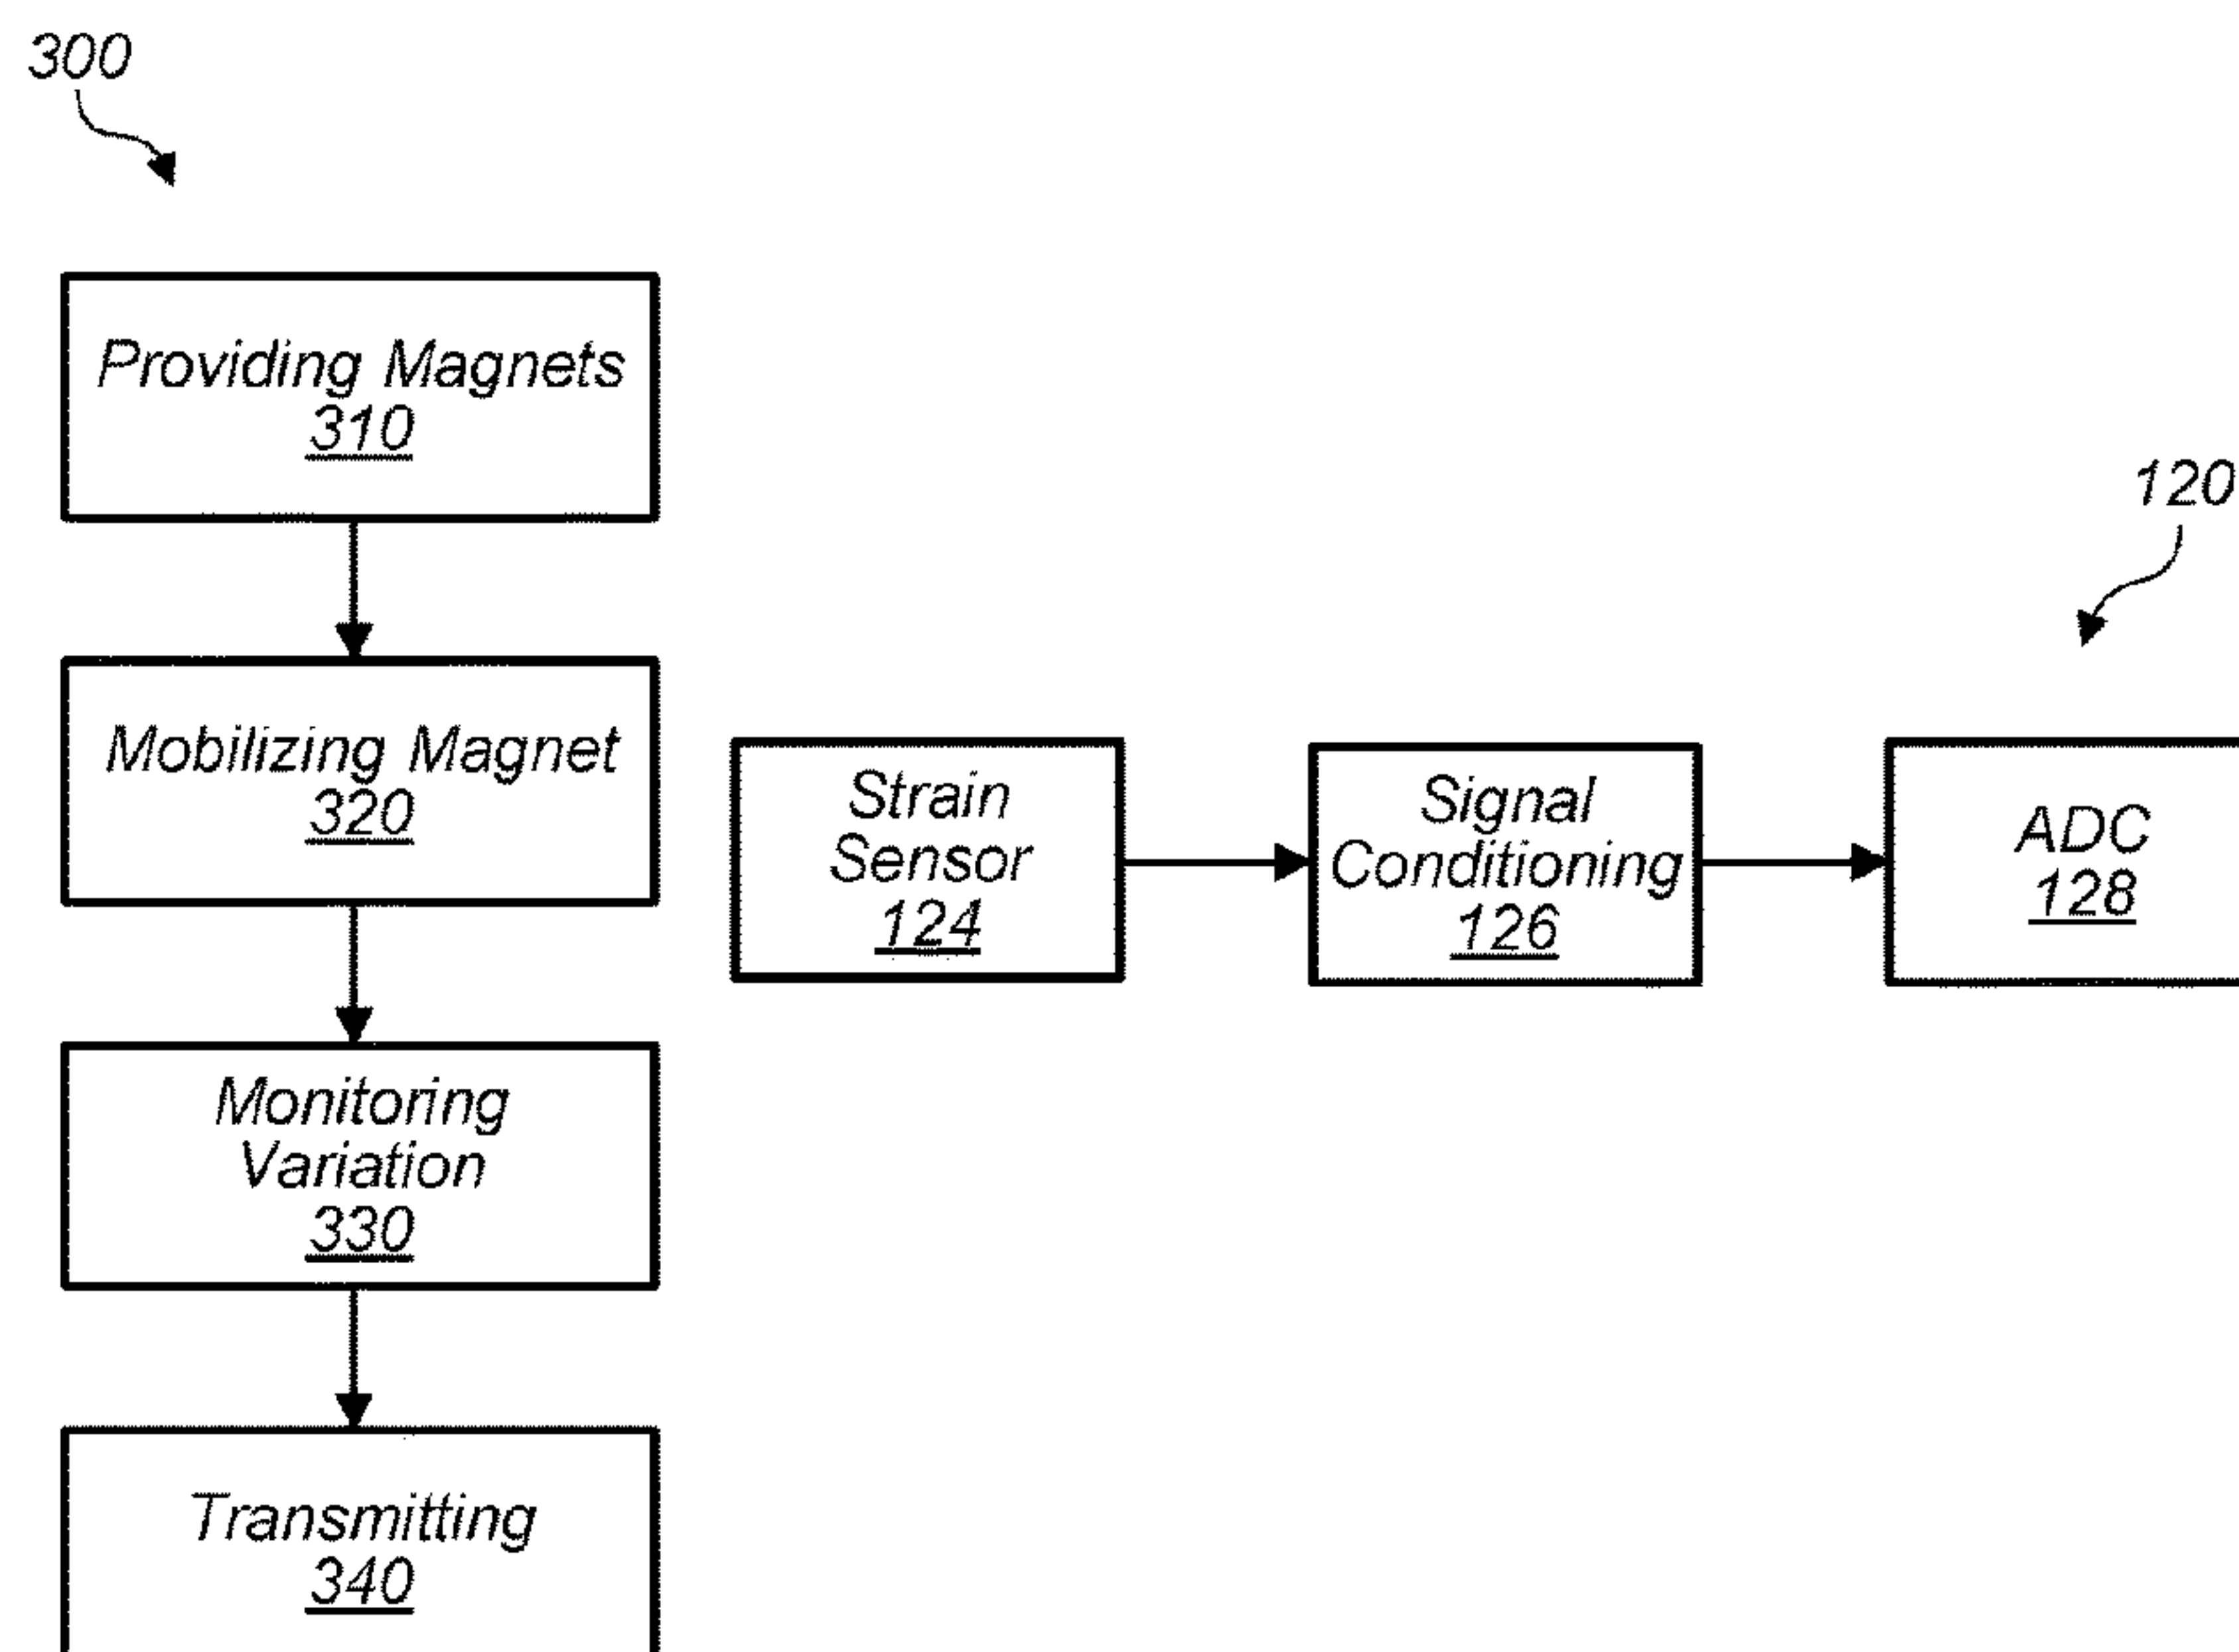 300
Providing Magnets
310
Mobilizing Magnet
320
Monitoring
Variation
330
Transmitting
340
120
Strain
Sensor
124
Signal
Conditioning
126
ADC
128